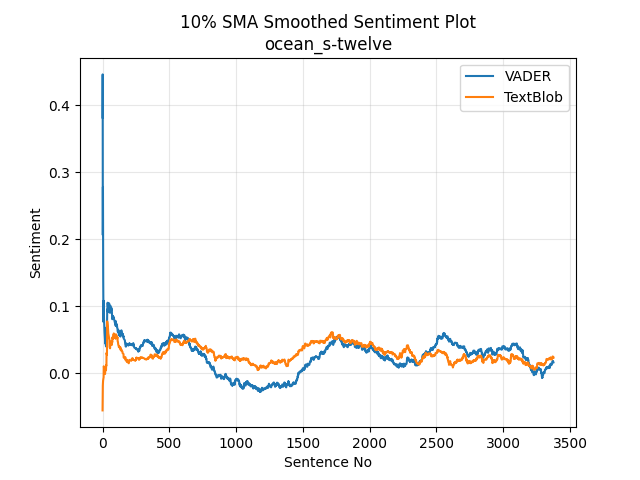 10% SMA Smoothed Sentiment Plot
ocean_s-twelve
VADER
TextBlob
0.4
0.3
0.2
0.1
0.0
Sentiment
0 500 1000 1500 2000 2500 3000 3500
Sentence No